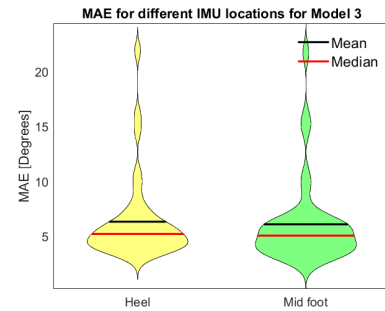 MAE for different IMU locations for Model 3
Mean
Median
MAE [Degrees]
20
15
10
5
Heel
Mid foot